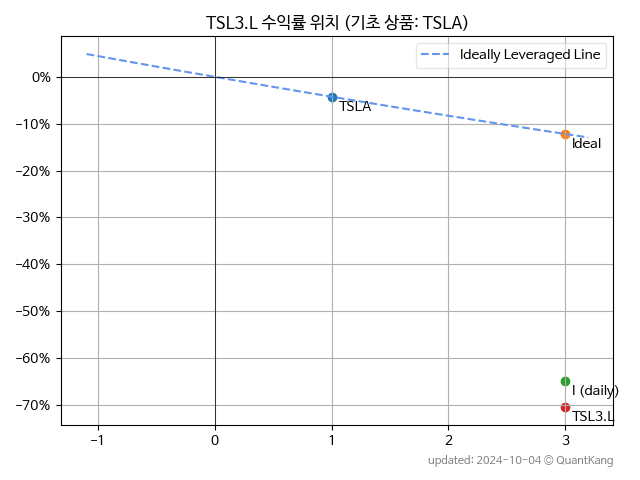 TSL3.L 수익률 위치 (기초 상품: TSLA)
Ideally Leveraged Line
0%
TSLA
-10%
Ideal
-20%
-30%
-40%
-50%
-60%
I (daily)
-70%
TSL3.L
-1 0 1 2 3
updated: 2024-10-04 © QuantKang